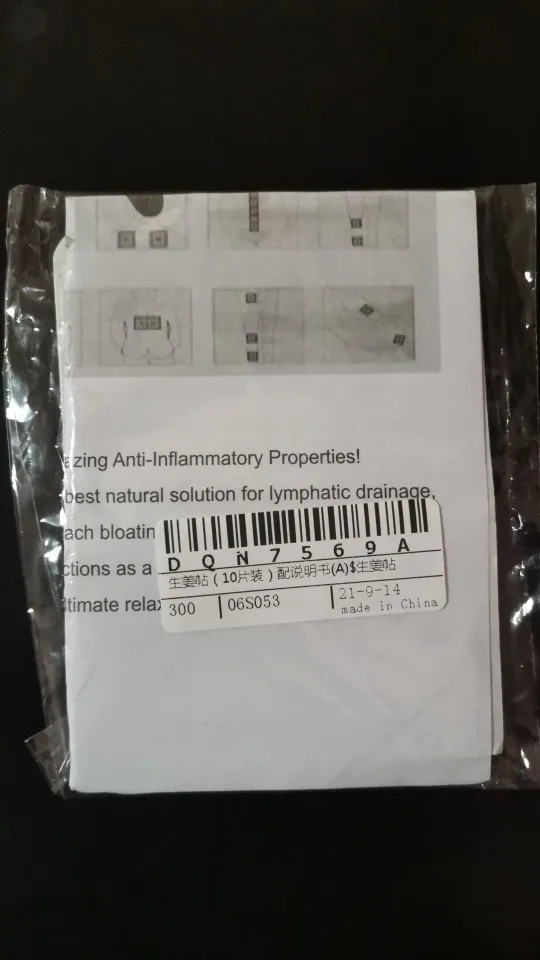 azing Anti-Inflammatory Properties!
best natural solution for lymphatic drainage,
ach bloatin
ctions as a
timate relax
DQN7569A
生姜帖(10片装)配说明书(A)$生姜帖
300 06S053 21-9-14
made in China